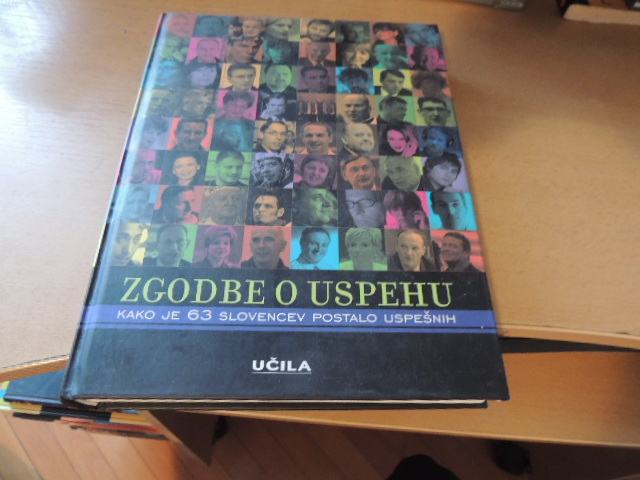 ZGODBE O USPEHU
KAKO JE 63 SLOVENCEV POSTALO USPEŠNIH
UČILA